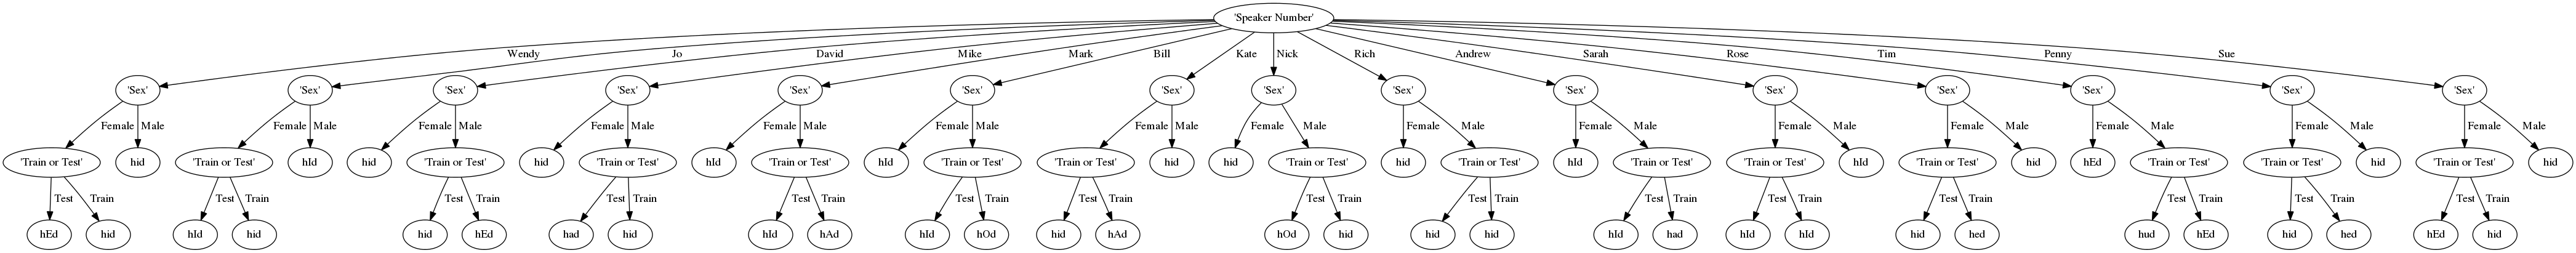 'Speaker Number'
Wendy Jo David Mike Mark Bill Kate Nick Rich Andrew Sarah Rose Tim Penny Sue
'Sex' 'Sex' 'Sex' 'Sex' 'Sex' 'Sex' 'Sex' 'Sex' 'Sex' 'Sex' 'Sex' 'Sex' 'Sex' 'Sex' 'Sex'
Female Male Female Male Female Male Female Male Female Male Female Male Female Male Female Male Female Male Female Male Female Male Female Male Female Male Female Male Female Male
'Train or Test' hid 'Train or Test' hId hid 'Train or Test' hid 'Train or Test' hId 'Train or Test' hId 'Train or Test' 'Train or Test' hid hid 'Train or Test' hid 'Train or Test' hId 'Train or Test' 'Train or Test' hId 'Train or Test' hid hEd 'Train or Test' 'Train or Test' hid 'Train or Test' hid
Test Train Test Train Test Train Test Train Test Train Test Train Test Train Test Train Test Train Test Train Test Train Test Train Test Train Test Train Test Train
hEd hid hId hid hid hEd had hid hId hAd hId hOd hid hAd hOd hid hid hid hId had hId hId hid hed hud hEd hid hed hEd hid